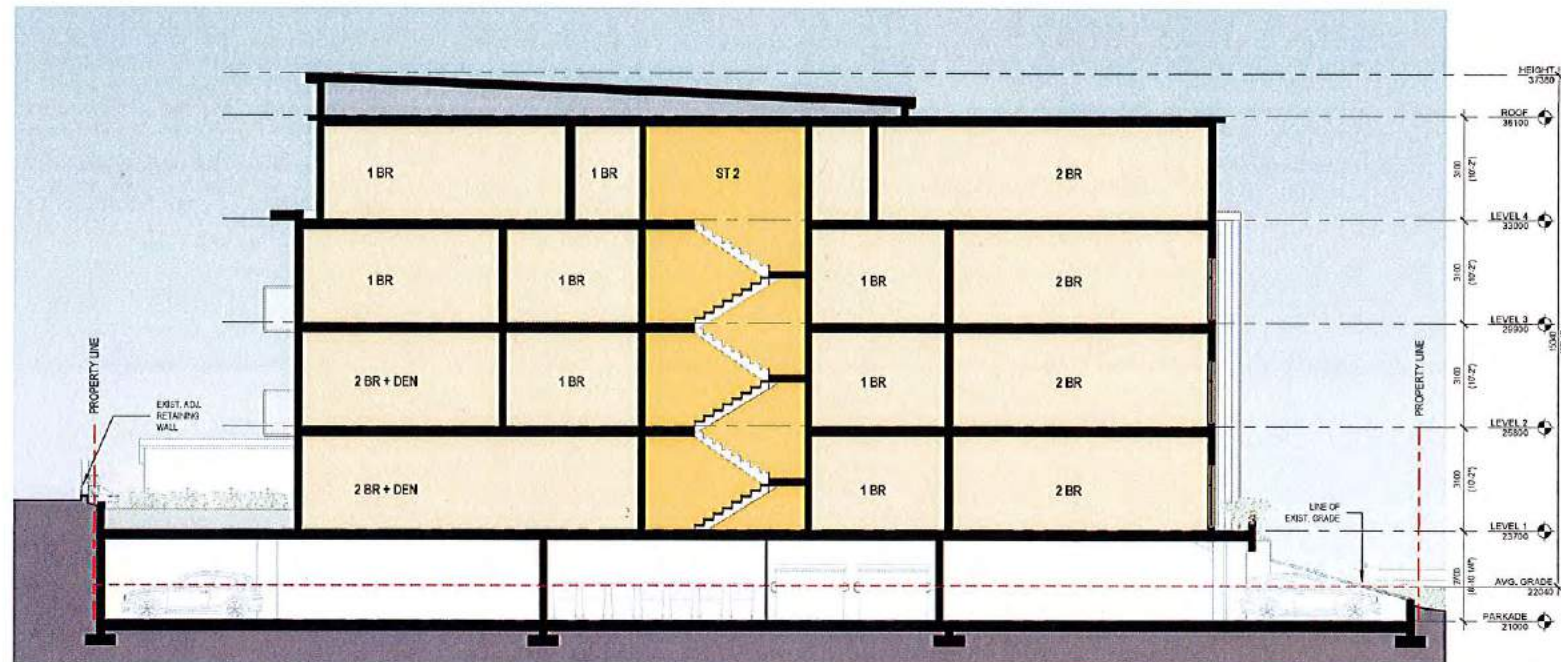 HEIGHT
37380
ROOF
36100
1 BR
1 BR
ST 2
2 BR
3100
(10'-2")
LEVEL 4
33000
1 BR
1 BR
1 BR
2 BR
3100
(10'-2")
LEVEL 3
29900
15340
PROPERTY LINE
EXIST. ADJ.
RETAINING
WALL
2 BR + DEN
1 BR
1 BR
2 BR
3100
(10'-2")
PROPERTY LINE
LEVEL 2
26800
2 BR + DEN
1 BR
2 BR
3100
(10'-2")
LINE OF
EXIST. GRADE
LEVEL 1
23700
2700
AVG. GRADE
22040
PARKADE
21000